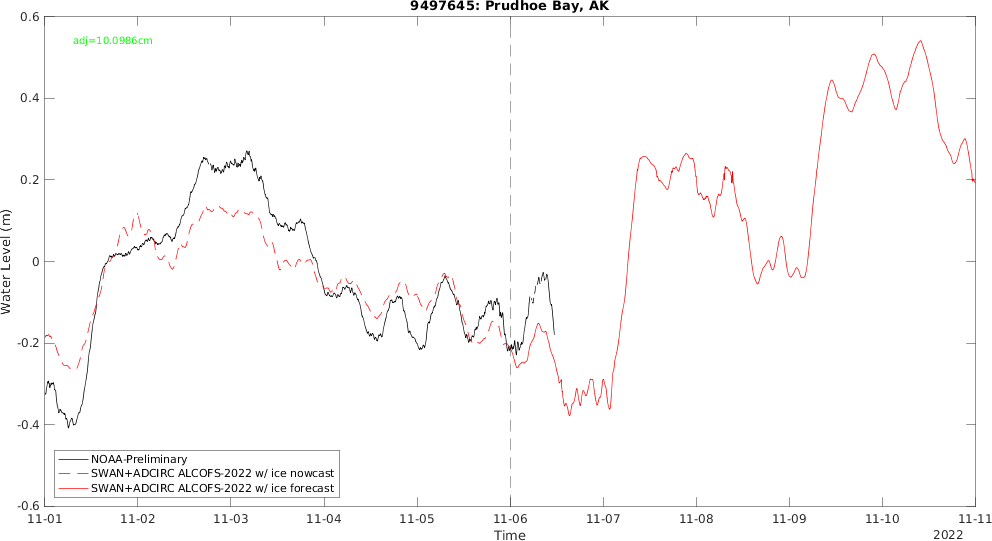 9497645: Prudhoe Bay, AK
adj=10.0986cm
Water Level (m)
0.6
0.4
0.2
0
-0.2
-0.4
-0.6
NOAA-Preliminary
SWAN+ADCIRC ALCOFS-2022 w/ ice nowcast
SWAN+ADCIRC ALCOFS-2022 w/ ice forecast
11-01 11-02 11-03 11-04 11-05 11-06 11-07 11-08 11-09 11-10 11-11
Time
2022